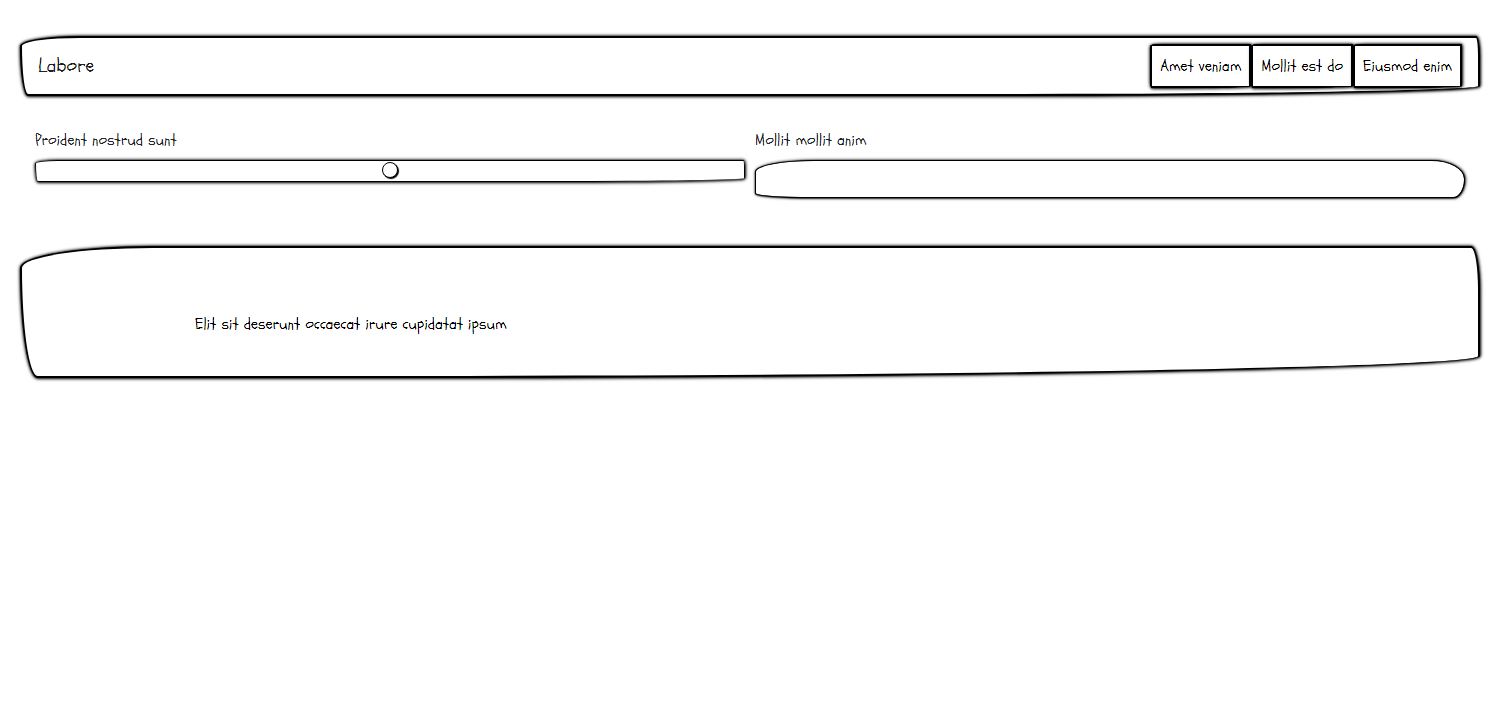 Labore
Amet veniam
Mollit est do
Eiusmod enim
Proident nostrud sunt
Mollit mollit anim
Elit sit deserunt occaecat irure cupidatat ipsum